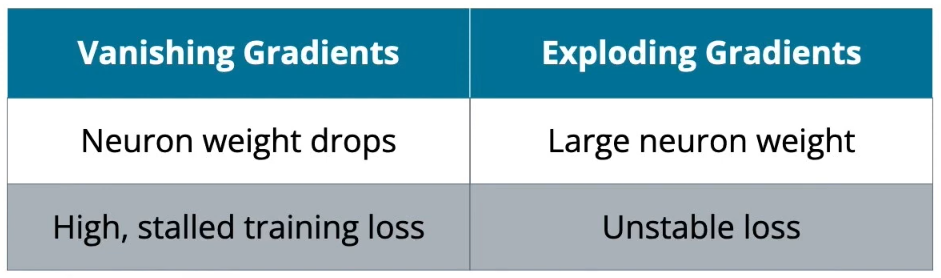 Vanishing Gradients
Exploding Gradients
Neuron weight drops
Large neuron weight
High, stalled training loss
Unstable loss